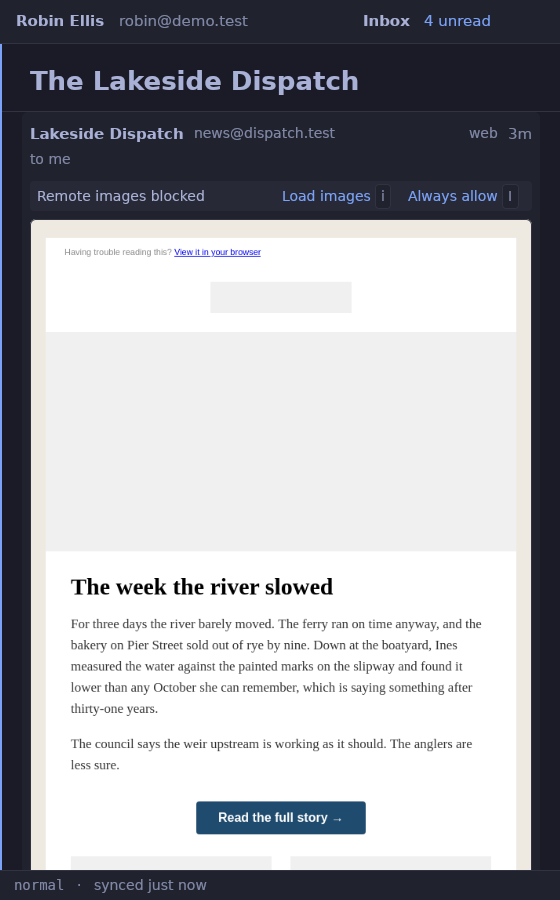 Robin Ellis robin@demo.test Inbox 4 unread
The Lakeside Dispatch
Lakeside Dispatch news@dispatch.test web 3m
to me
Remote images blocked Load images i Always allow I
Having trouble reading this? View it in your browser
The week the river slowed
For three days the river barely moved. The ferry ran on time anyway, and the
bakery on Pier Street sold out of rye by nine. Down at the boatyard, Ines
measured the water against the painted marks on the slipway and found it
lower than any October she can remember, which is saying something after
thirty-one years.
The council says the weir upstream is working as it should. The anglers are
less sure.
Read the full story →
normal · synced just now